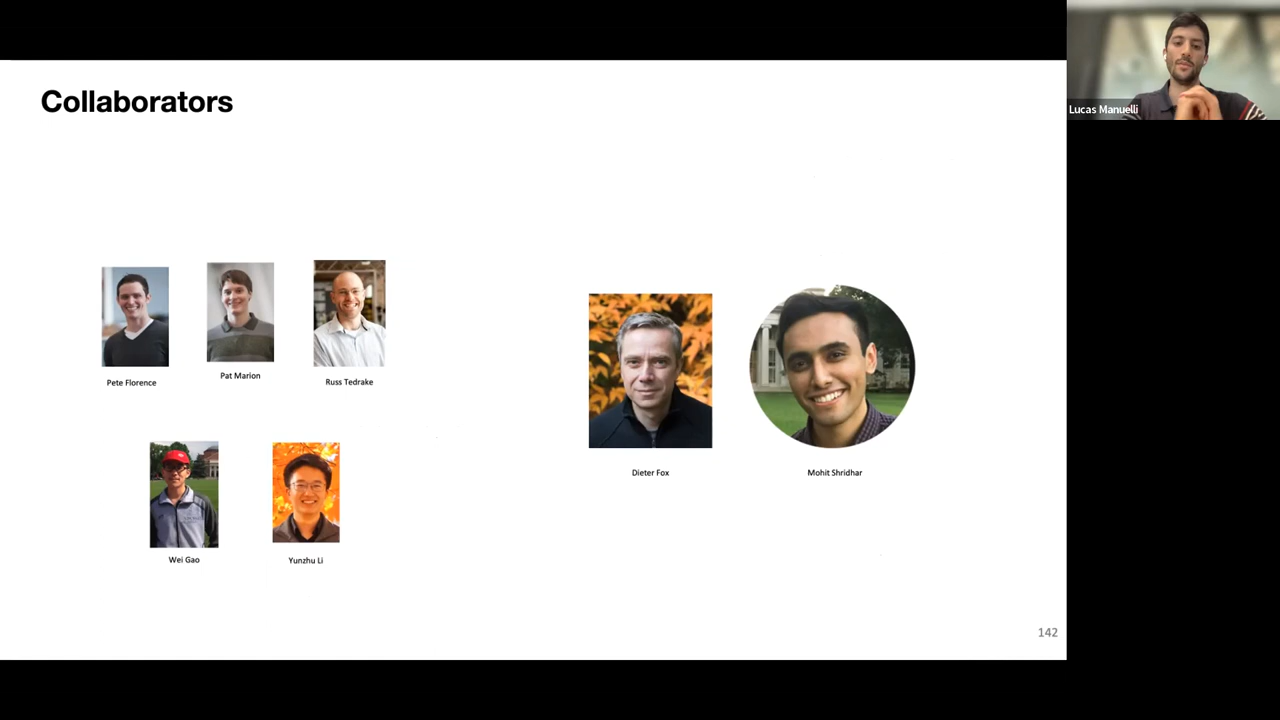 Collaborators
Lucas Manuelli
Pete Florence
Pat Marion
Russ Tedrake
Dieter Fox
Mohit Shridhar
Wei Gao
Yunzhu Li
142